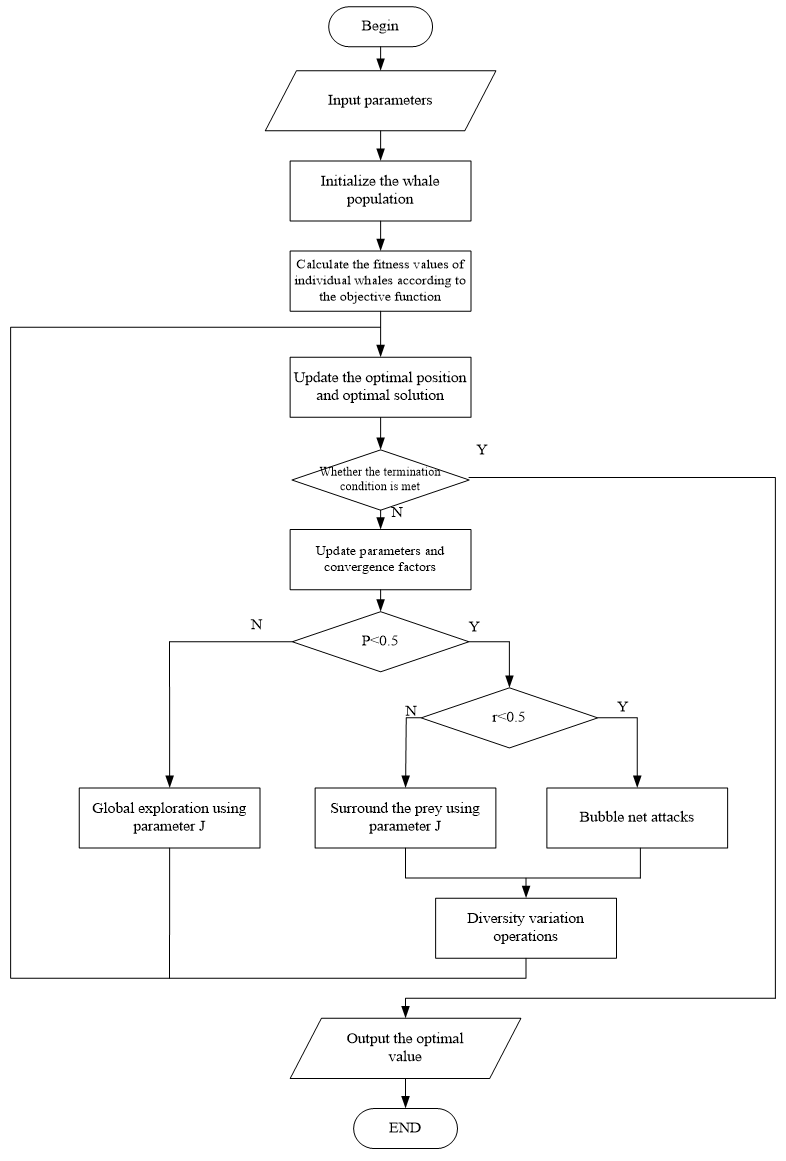 Begin
Input parameters
Initialize the whale
population
Calculate the fitness values of
individual whales according to
the objective function
Update the optimal position
and optimal solution
Y
Whether the termination
condition is met
N
Update parameters and
convergence factors
N
P<0.5
Y
N
r<0.5
Y
Global exploration using
parameter J
Surround the prey using
parameter J
Bubble net attacks
Diversity variation
operations
Output the optimal
value
END